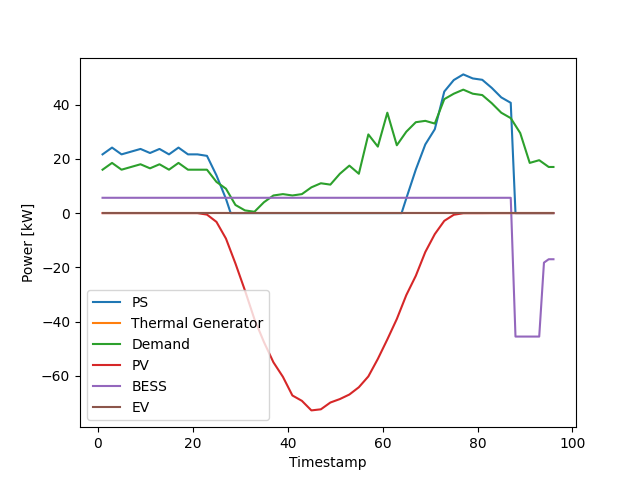 Power [kW]
40
20
0
−20
−40
−60
PS
Thermal Generator
Demand
PV
BESS
EV
0 20 40 60 80 100
Timestamp